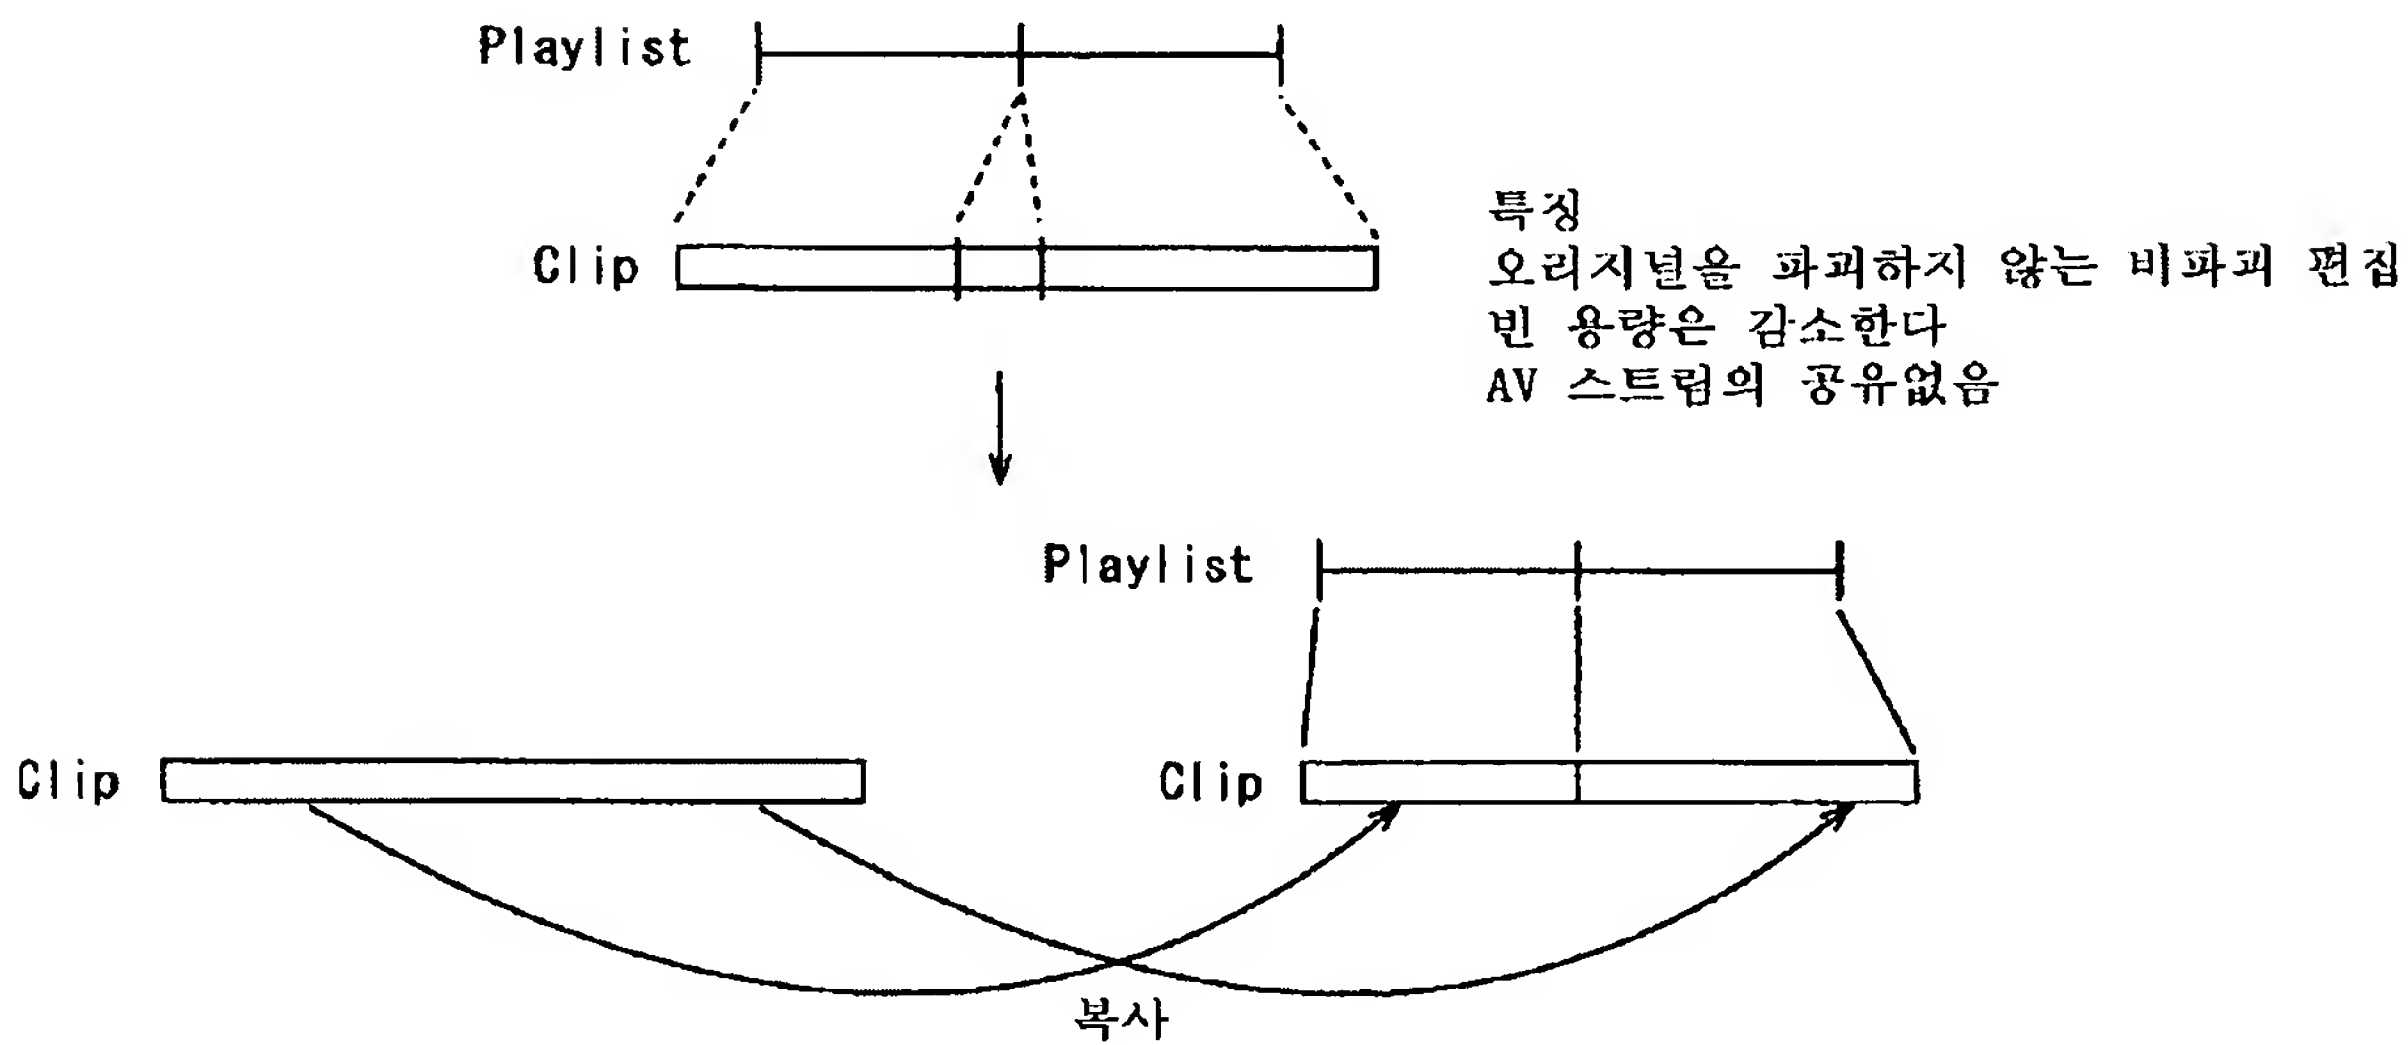 Playlist
Clip
특징
오리지널을 파괴하지 않는 비파괴 편집
빈 용량은 감소한다
AV 스트림의 공유없음
Playlist
Clip
Clip
복사